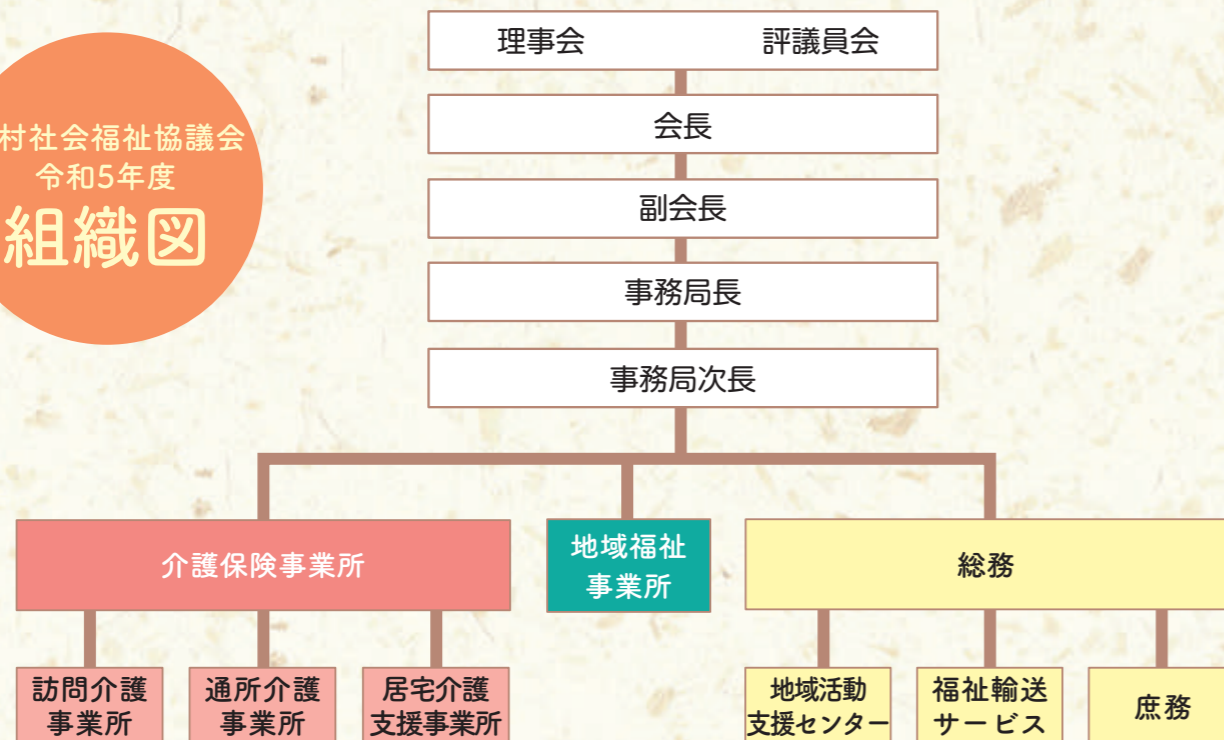 村社会福祉協議会
令和5年度
組織図
理事会 評議員会
会長
副会長
事務局長
事務局次長
介護保険事業所
地域福祉
事業所
総務
訪問介護
事業所
通所介護
事業所
居宅介護
支援事業所
地域活動
支援センター
福祉輸送
サービス
庶務